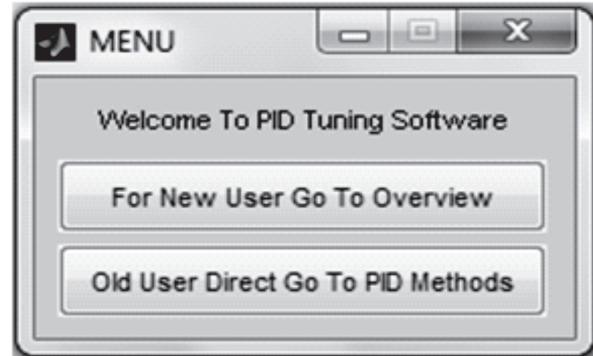 MENU
Welcome To PID Tuning Software
For New User Go To Overview
Old User Direct Go To PID Methods